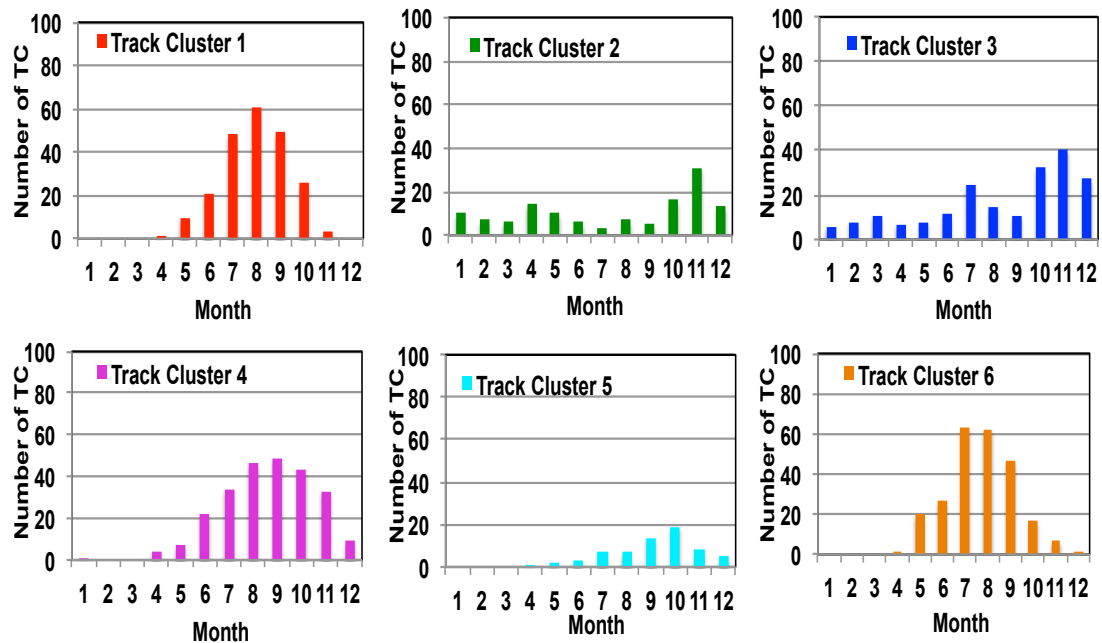 Number of TC
100
80
60
40
20
0
Track Cluster 1
1 2 3 4 5 6 7 8 9 10 11 12
Month
Number of TC
100
80
60
40
20
0
Track Cluster 2
1 2 3 4 5 6 7 8 9 10 11 12
Month
Number of TC
100
80
60
40
20
0
Track Cluster 3
1 2 3 4 5 6 7 8 9 10 11 12
Month
Number of TC
100
80
60
40
20
0
Track Cluster 4
1 2 3 4 5 6 7 8 9 10 11 12
Month
Number of TC
100
80
60
40
20
0
Track Cluster 5
1 2 3 4 5 6 7 8 9 10 11 12
Month
Number of TC
100
80
60
40
20
0
Track Cluster 6
1 2 3 4 5 6 7 8 9 10 11 12
Month